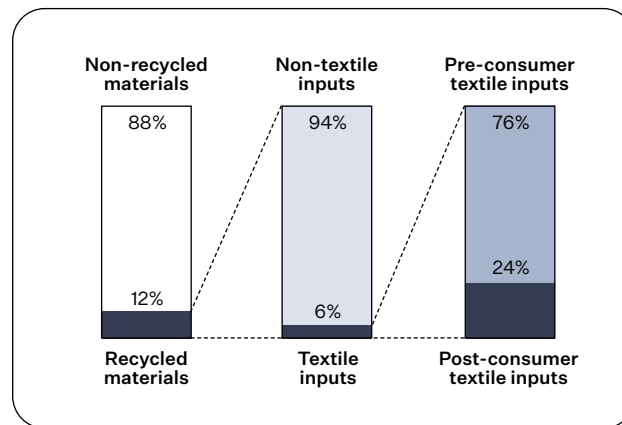 Non-recycled
materials
88%
12%
Recycled
materials
Non-textile
inputs
94%
6%
Textile
inputs
Pre-consumer
textile inputs
76%
24%
Post-consumer
textile inputs